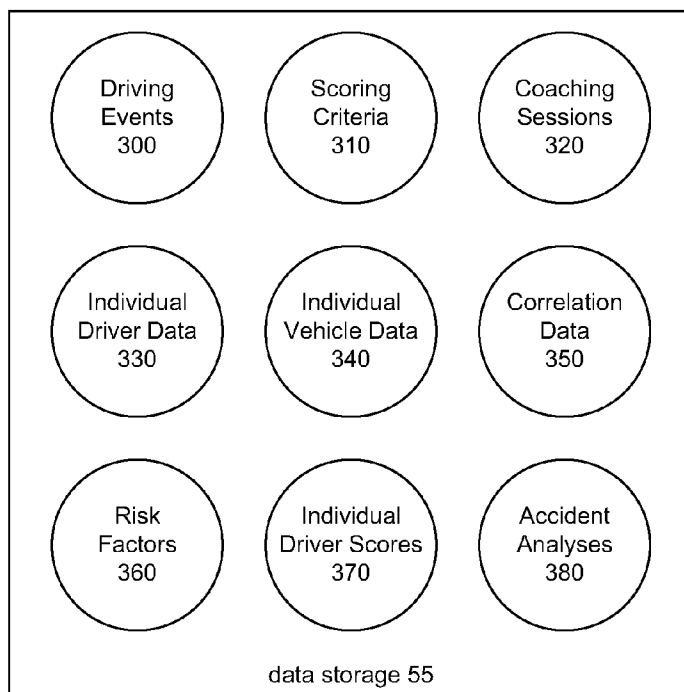 Driving
Events
300
Scoring
Criteria
310
Coaching
Sessions
320
Individual
Driver Data
330
Individual
Vehicle Data
340
Correlation
Data
350
Risk
Factors
360
Individual
Driver Scores
370
Accident
Analyses
380
data storage 55